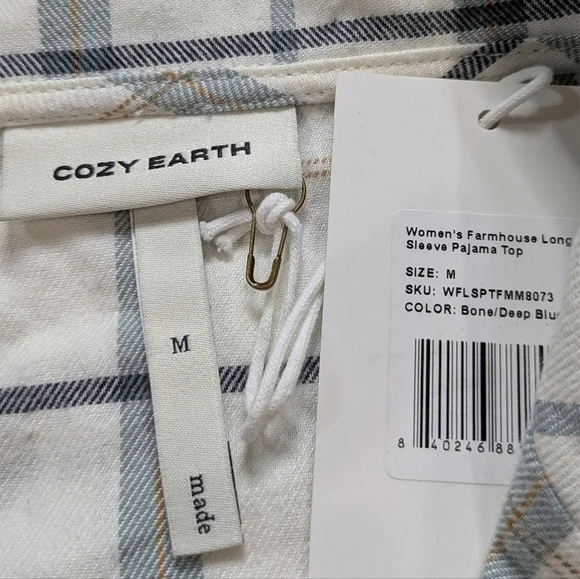 COZY EARTH
M
made
Women's Farmhouse Long
Sleeve Pajama Top
SIZE: M
SKU: WFLSPTFMM8073
COLOR: Bone/Deep Blu
8 40246 88